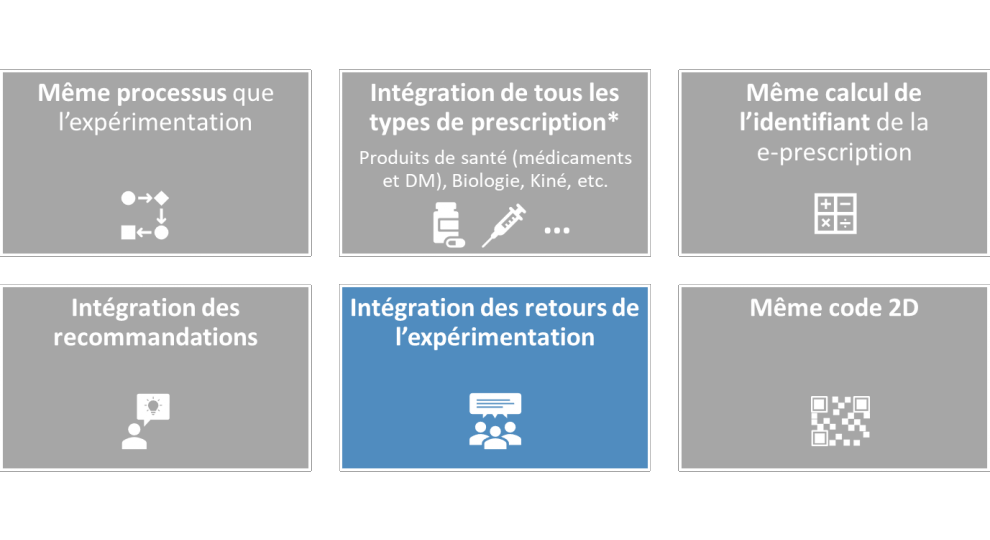 Même processus que
l'expérimentation
Intégration de tous les
types de prescription*
Produits de santé (médicaments
et DM), Biologie, Kiné, etc.
...
Même calcul de
l'identifiant de la
e-prescription
Intégration des
recommandations
Intégration des retours de
l'expérimentation
Même code 2D